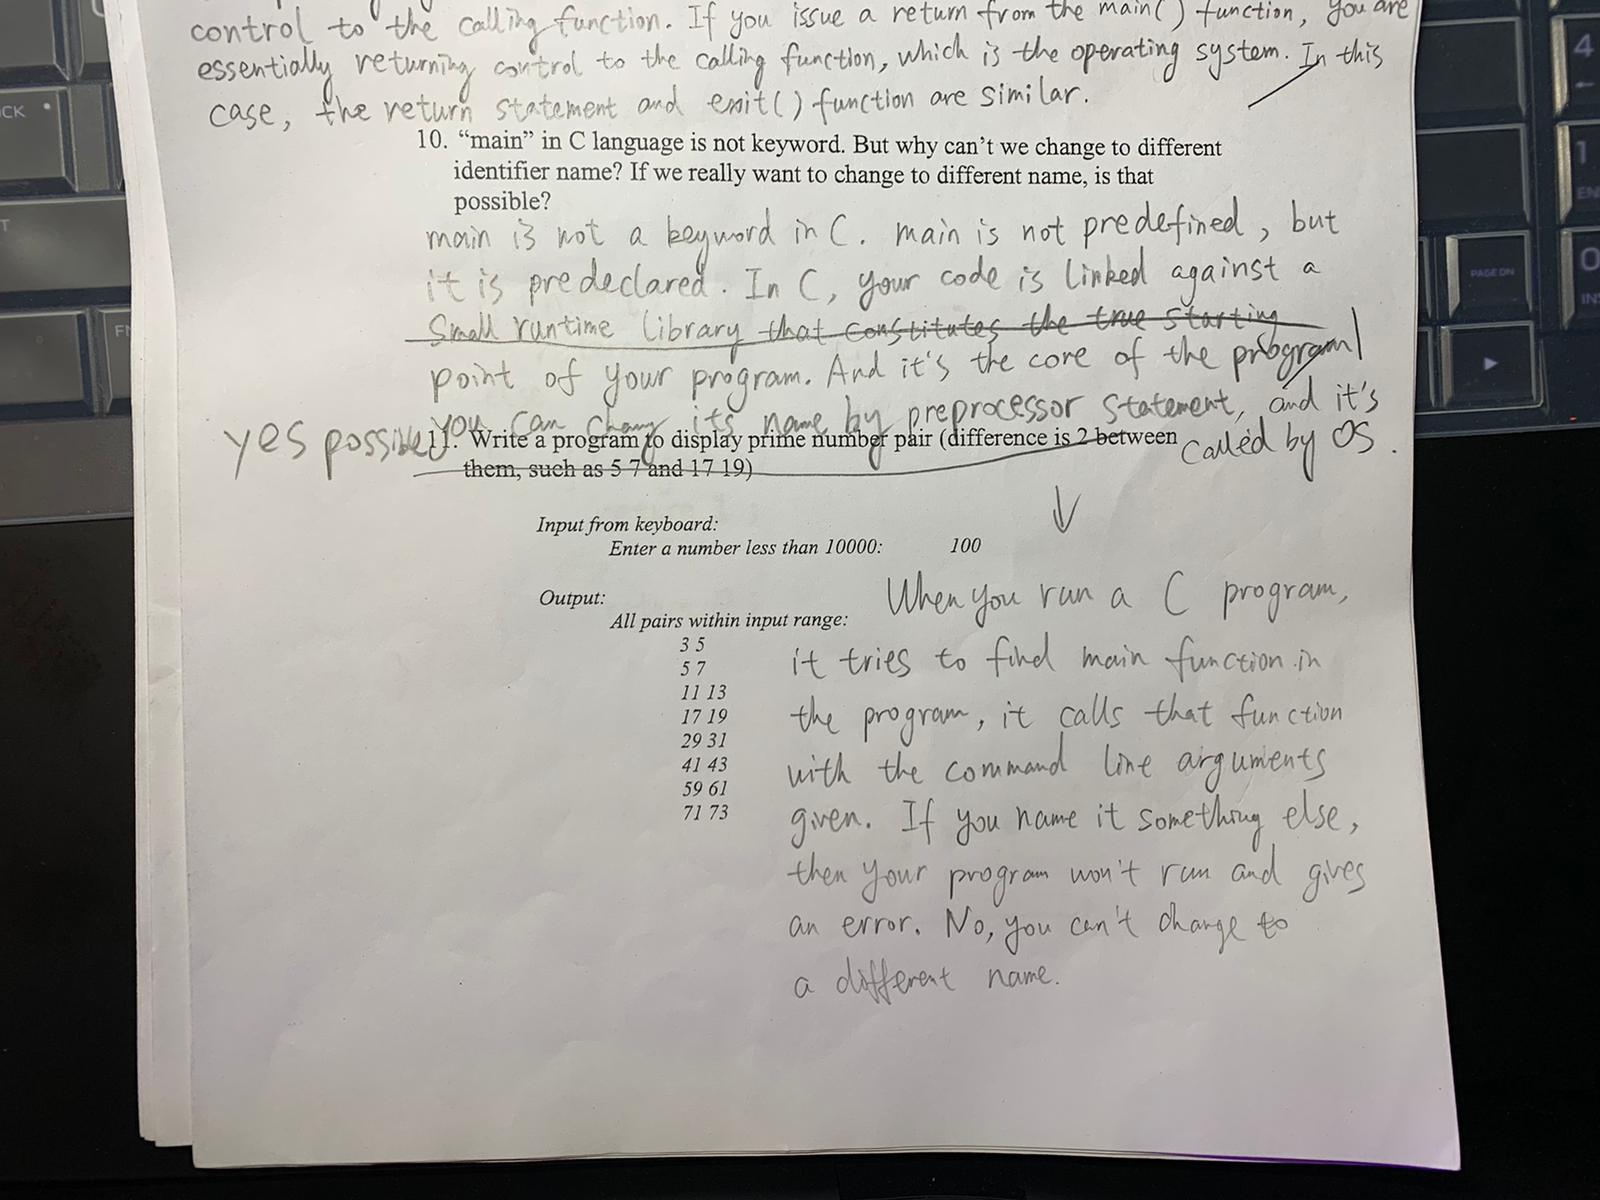 control to the calling function. If you issue a return from the main() function, you are
essentially returning control to the calling function, which is the operating system. In this
case, the return statement and exit() function are similar.
10. “main” in C language is not keyword. But why can’t we change to different
identifier name? If we really want to change to different name, is that
possible?
main is not a keyword in C. main is not predefined, but
it is predeclared. In C, your code is linked against a
small runtime library that constitutes the true starting
point of your program. And it's the core of the program
you can chang its name by preprocessor statement, and it's
called by OS.
yes possible
11. Write a program to display prime number pair (difference is 2 between
them, such as 5 7 and 17 19)
Input from keyboard:
Enter a number less than 10000: 100
Output:
All pairs within input range:
3 5
5 7
11 13
17 19
29 31
41 43
59 61
71 73
When you run a C program,
it tries to find main function in
the program, it calls that function
with the command line arguments
given. If you name it something else,
then your program won't run and gives
an error. No, you can't change to
a different name.
CK
T
FN
4
1
EN
PAGE DN
0
INS